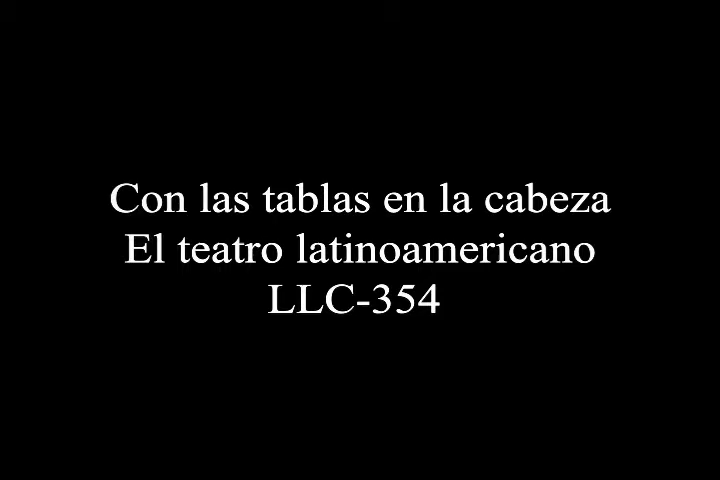 Con las tablas en la cabeza
El teatro latinoamericano
LLC-354